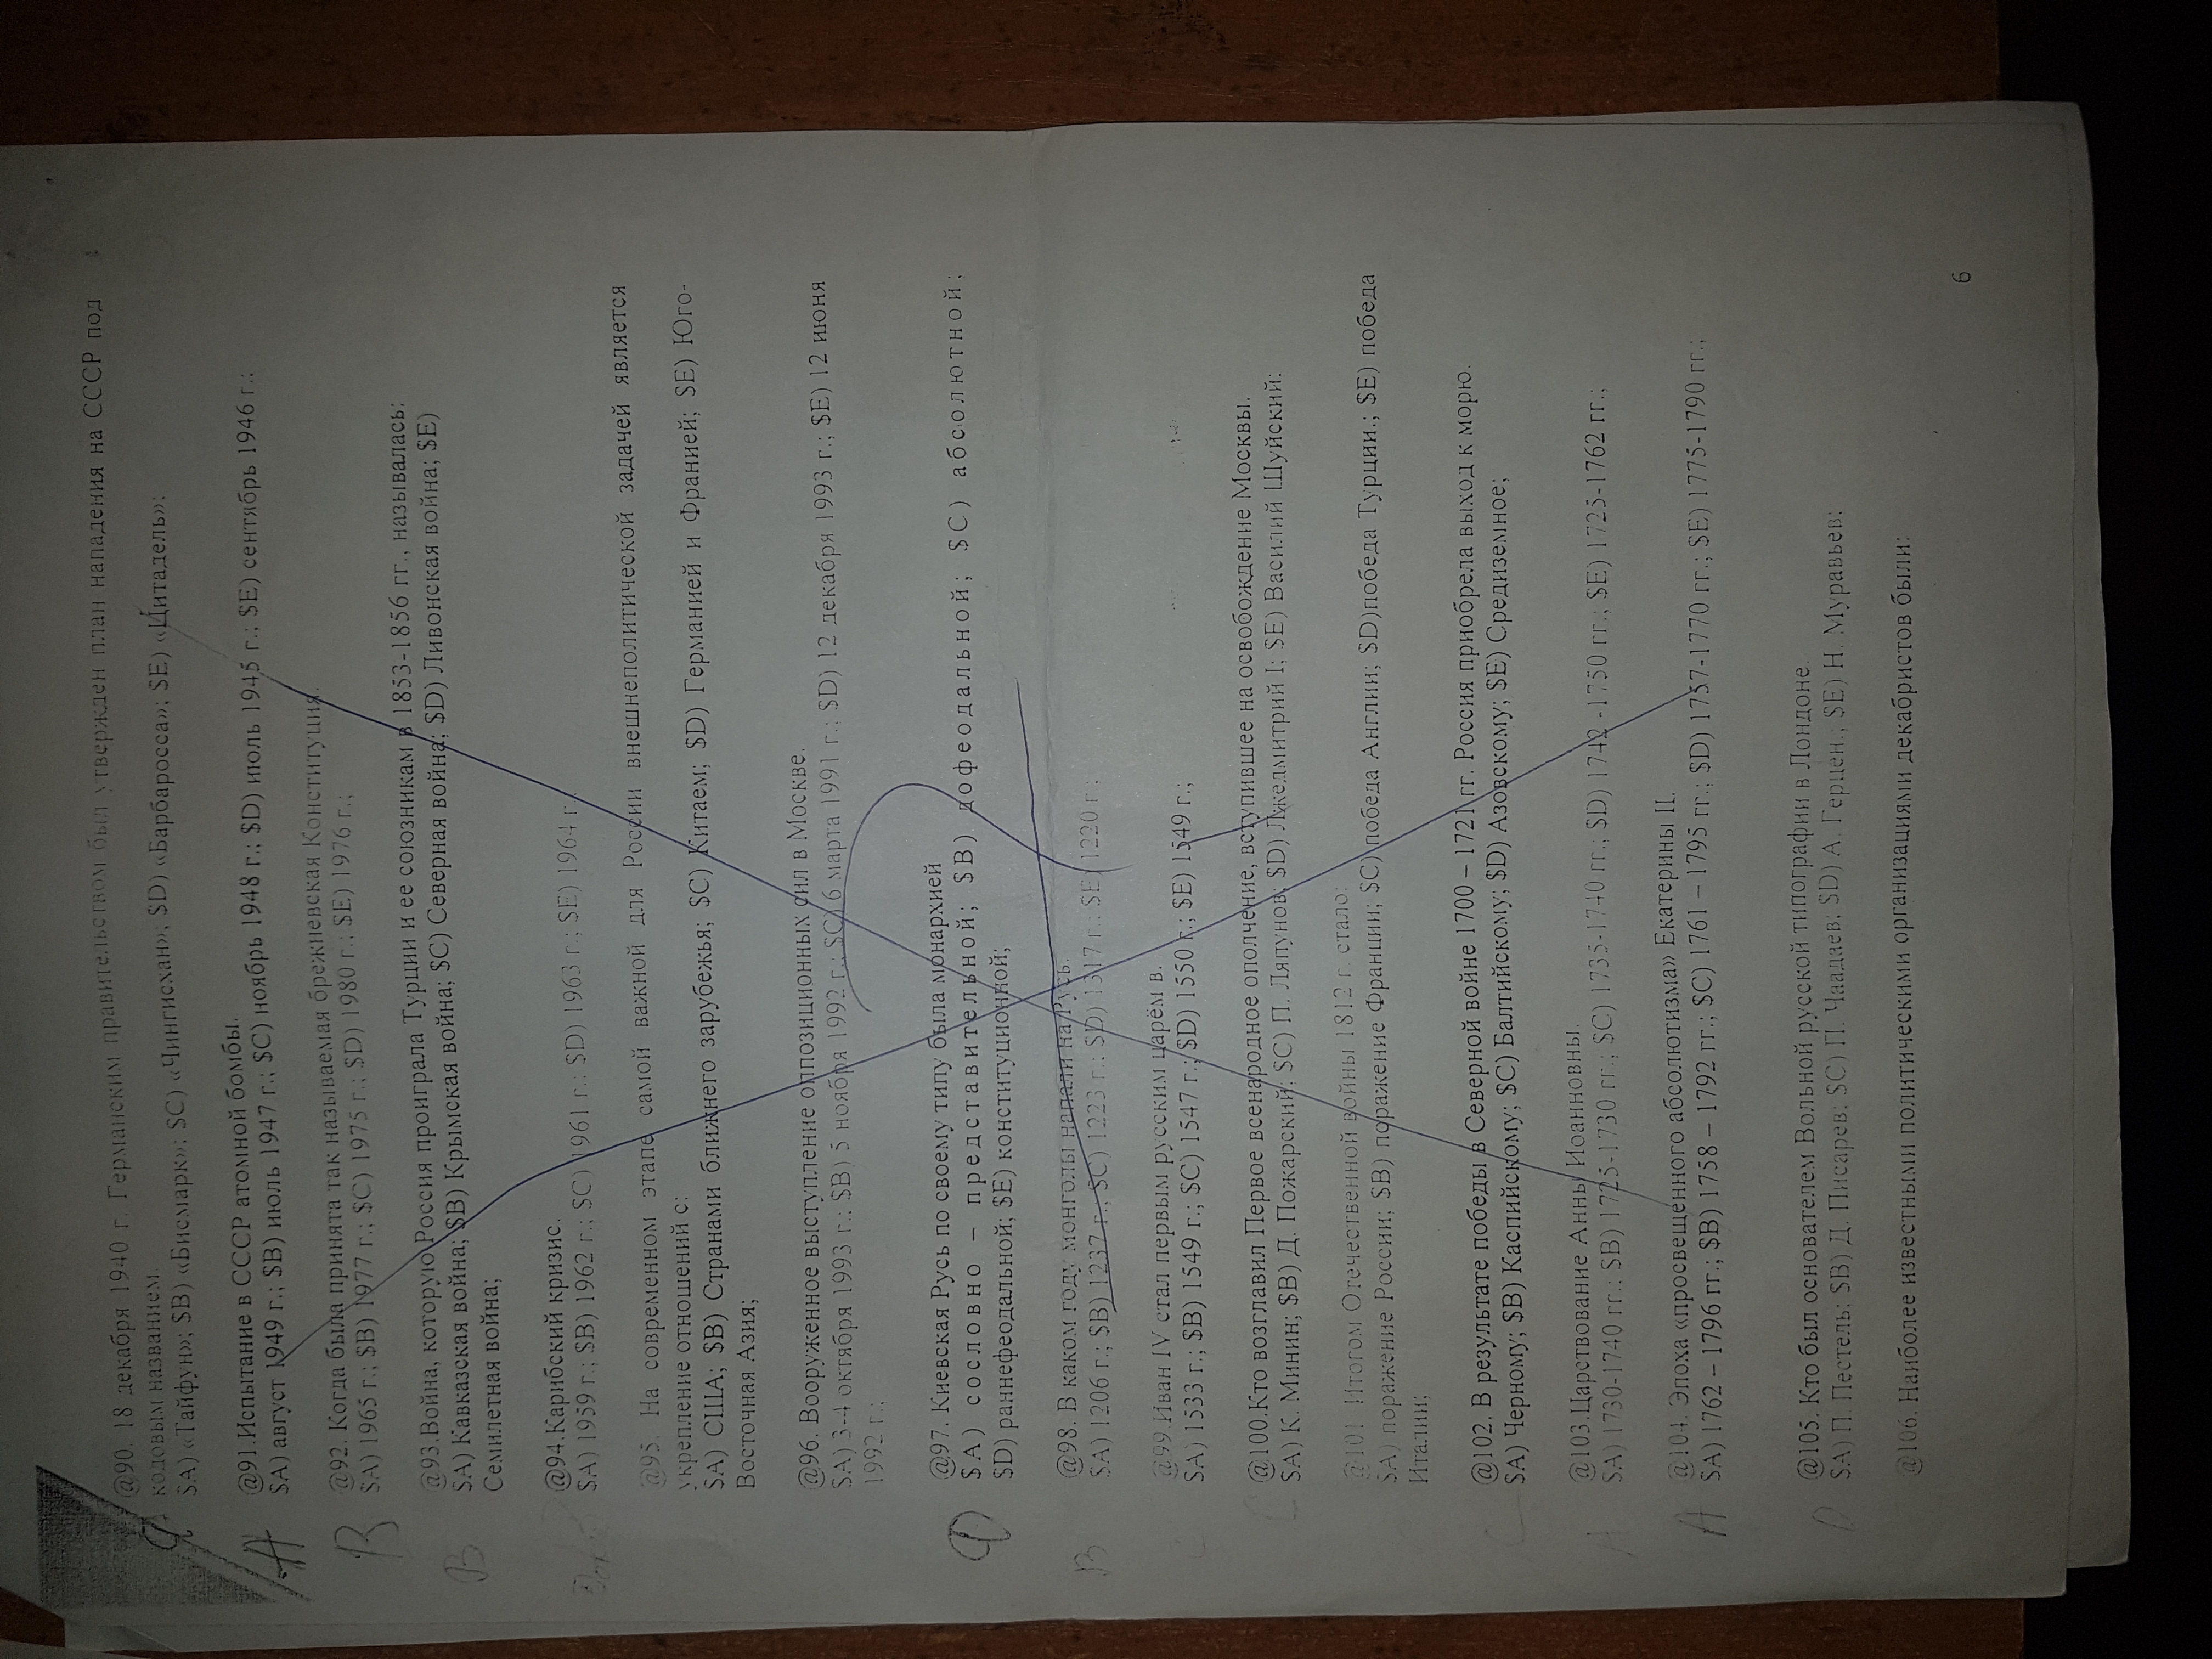 @90. 18 декабря 1940 г. Германским правительством был утвержден план нападения на СССР под
кодовым названием.
$A) «Тайфун»; $B) «Бисмарк»; $C) «Чингисхан»; $D) «Барбаросса»; $E) «Цитадель»;
A
@91.Испытание в СССР атомной бомбы.
$A) август 1949 г.; $B) июль 1947 г.; $C) ноябрь 1948 г.; $D) июль 1945 г.; $E) сентябрь 1946 г.;
B
@92. Когда была принята так называемая брежневская Конституция.
$A) 1965 г.; $B) 1977 г.; $C) 1975 г.; $D) 1980 г.; $E) 1976 г.;
B
@93.Война, которую Россия проиграла Турции и ее союзникам в 1853-1856 гг., называлась:
$A) Кавказская война; $B) Крымская война; $C) Северная война; $D) Ливонская война; $E)
Семилетная война;
@94.Карибский кризис.
$A) 1959 г.; $B) 1962 г.; $C) 1961 г.; $D) 1963 г.; $E) 1964 г.
@95. На современном этапе самой важной для России внешнеполитической задачей является
укрепление отношений с:
$A) США; $B) Странами ближнего зарубежья; $C) Китаем; $D) Германией и Франией; $E) Юго-
Восточная Азия;
@96. Вооруженное выступление оппозиционных сил в Москве.
$A) 3-4 октября 1993 г.; $B) 5 ноября 1992 г.; $C) 6 марта 1991 г.; $D) 12 декабря 1993 г.; $E) 12 июня
1992 г.;
@97. Киевская Русь по своему типу была монархией
$A) сословно – представительной; $B) дофеодальной; $C) абсолютной;
$D) раннефеодальной; $E) конституционной;
B
@98. В каком году монголы напали на Русь.
$A) 1206 г.; $B) 1237 г.; $C) 1223 г.; $D) 1317 г.; $E) 1220 г.;
@99.Иван IV стал первым русским царём в.
$A) 1533 г.; $B) 1549 г.; $C) 1547 г.; $D) 1550 г.; $E) 1549 г.;
C
@100.Кто возглавил Первое всенародное ополчение, вступившее на освобождение Москвы.
$A) К. Минин; $B) Д. Пожарский; $C) П. Ляпунов; $D) Лжедмитрий I; $E) Василий Шуйский;
@101. Итогом Отечественной войны 1812 г. стало:
$A) поражение России; $B) поражение Франции; $C) победа Англии; $D)победа Турции.; $E) победа
Италии;
C
@102. В результате победы в Северной войне 1700 – 1721 гг. Россия приобрела выход к морю.
$A) Черному; $B) Каспийскому; $C) Балтийскому; $D) Азовскому; $E) Средиземное;
A
@103.Царствование Анны Иоанновны.
$A) 1730-1740 гг.; $B) 1725-1730 гг.; $C) 1735-1740 гг.; $D) 1742 -1750 гг.; $E) 1725-1762 гг.;
A
@104. Эпоха «просвещенного абсолютизма» Екатерины II.
$A) 1762 – 1796 гг.; $B) 1758 – 1792 гг.; $C) 1761 – 1795 гг.; $D) 1757-1770 гг.; $E) 1775-1790 гг.;
D
@105. Кто был основателем Вольной русской типографии в Лондоне.
$A) П. Пестель; $B) Д. Писарев; $C) П. Чаадаев; $D) А. Герцен.; $E) Н. Муравьев;
@106. Наиболее известными политическими организациями декабристов были:
6